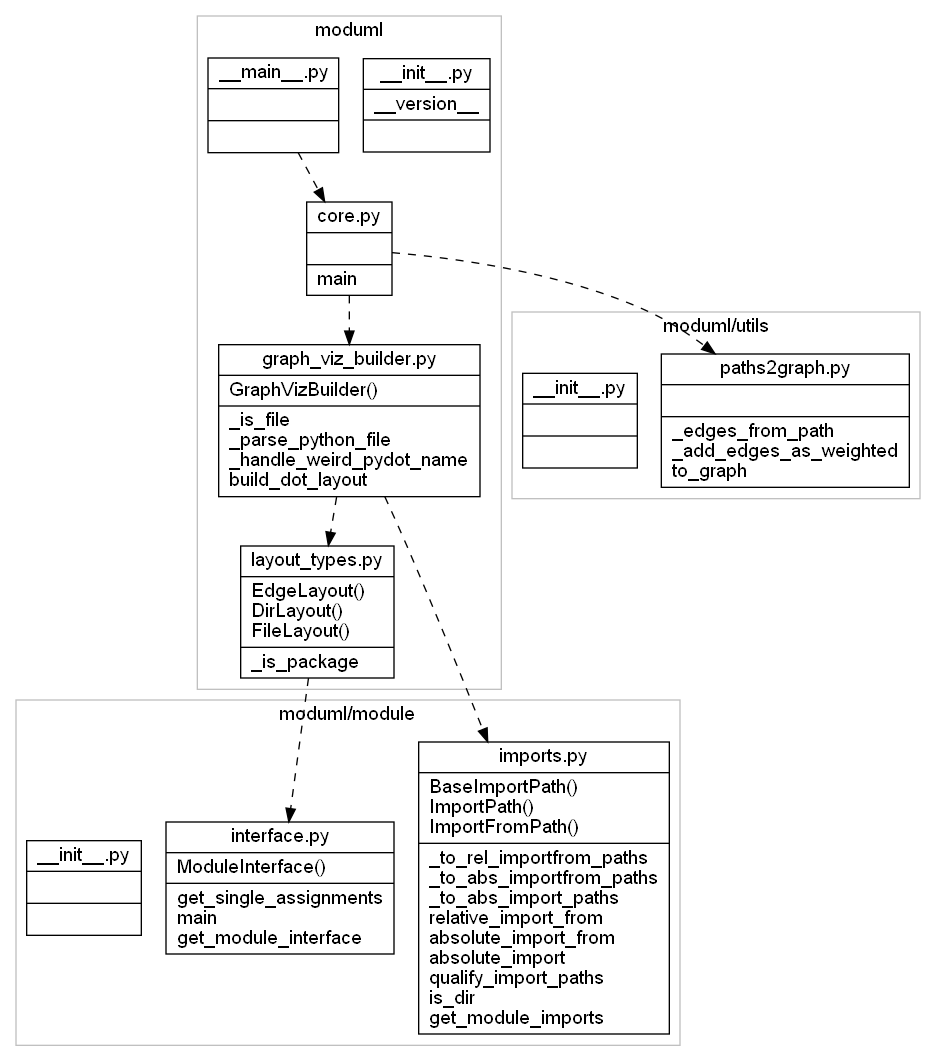 moduml
__main__.py
__init__.py
__version__
core.py
main
graph_viz_builder.py
GraphVizBuilder()
_is_file
_parse_python_file
_handle_weird_pydot_name
build_dot_layout
layout_types.py
EdgeLayout()
DirLayout()
FileLayout()
_is_package
moduml/utils
__init__.py
paths2graph.py
_edges_from_path
_add_edges_as_weighted
to_graph
moduml/module
__init__.py
interface.py
ModuleInterface()
get_single_assignments
main
get_module_interface
imports.py
BaseImportPath()
ImportPath()
ImportFromPath()
_to_rel_importfrom_paths
_to_abs_importfrom_paths
_to_abs_import_paths
relative_import_from
absolute_import_from
absolute_import
qualify_import_paths
is_dir
get_module_imports